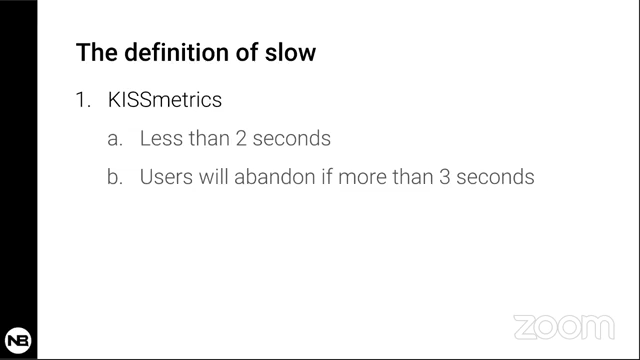 The definition of slow
1. KISSmetrics
a. Less than 2 seconds
b. Users will abandon if more than 3 seconds
zoom
NB